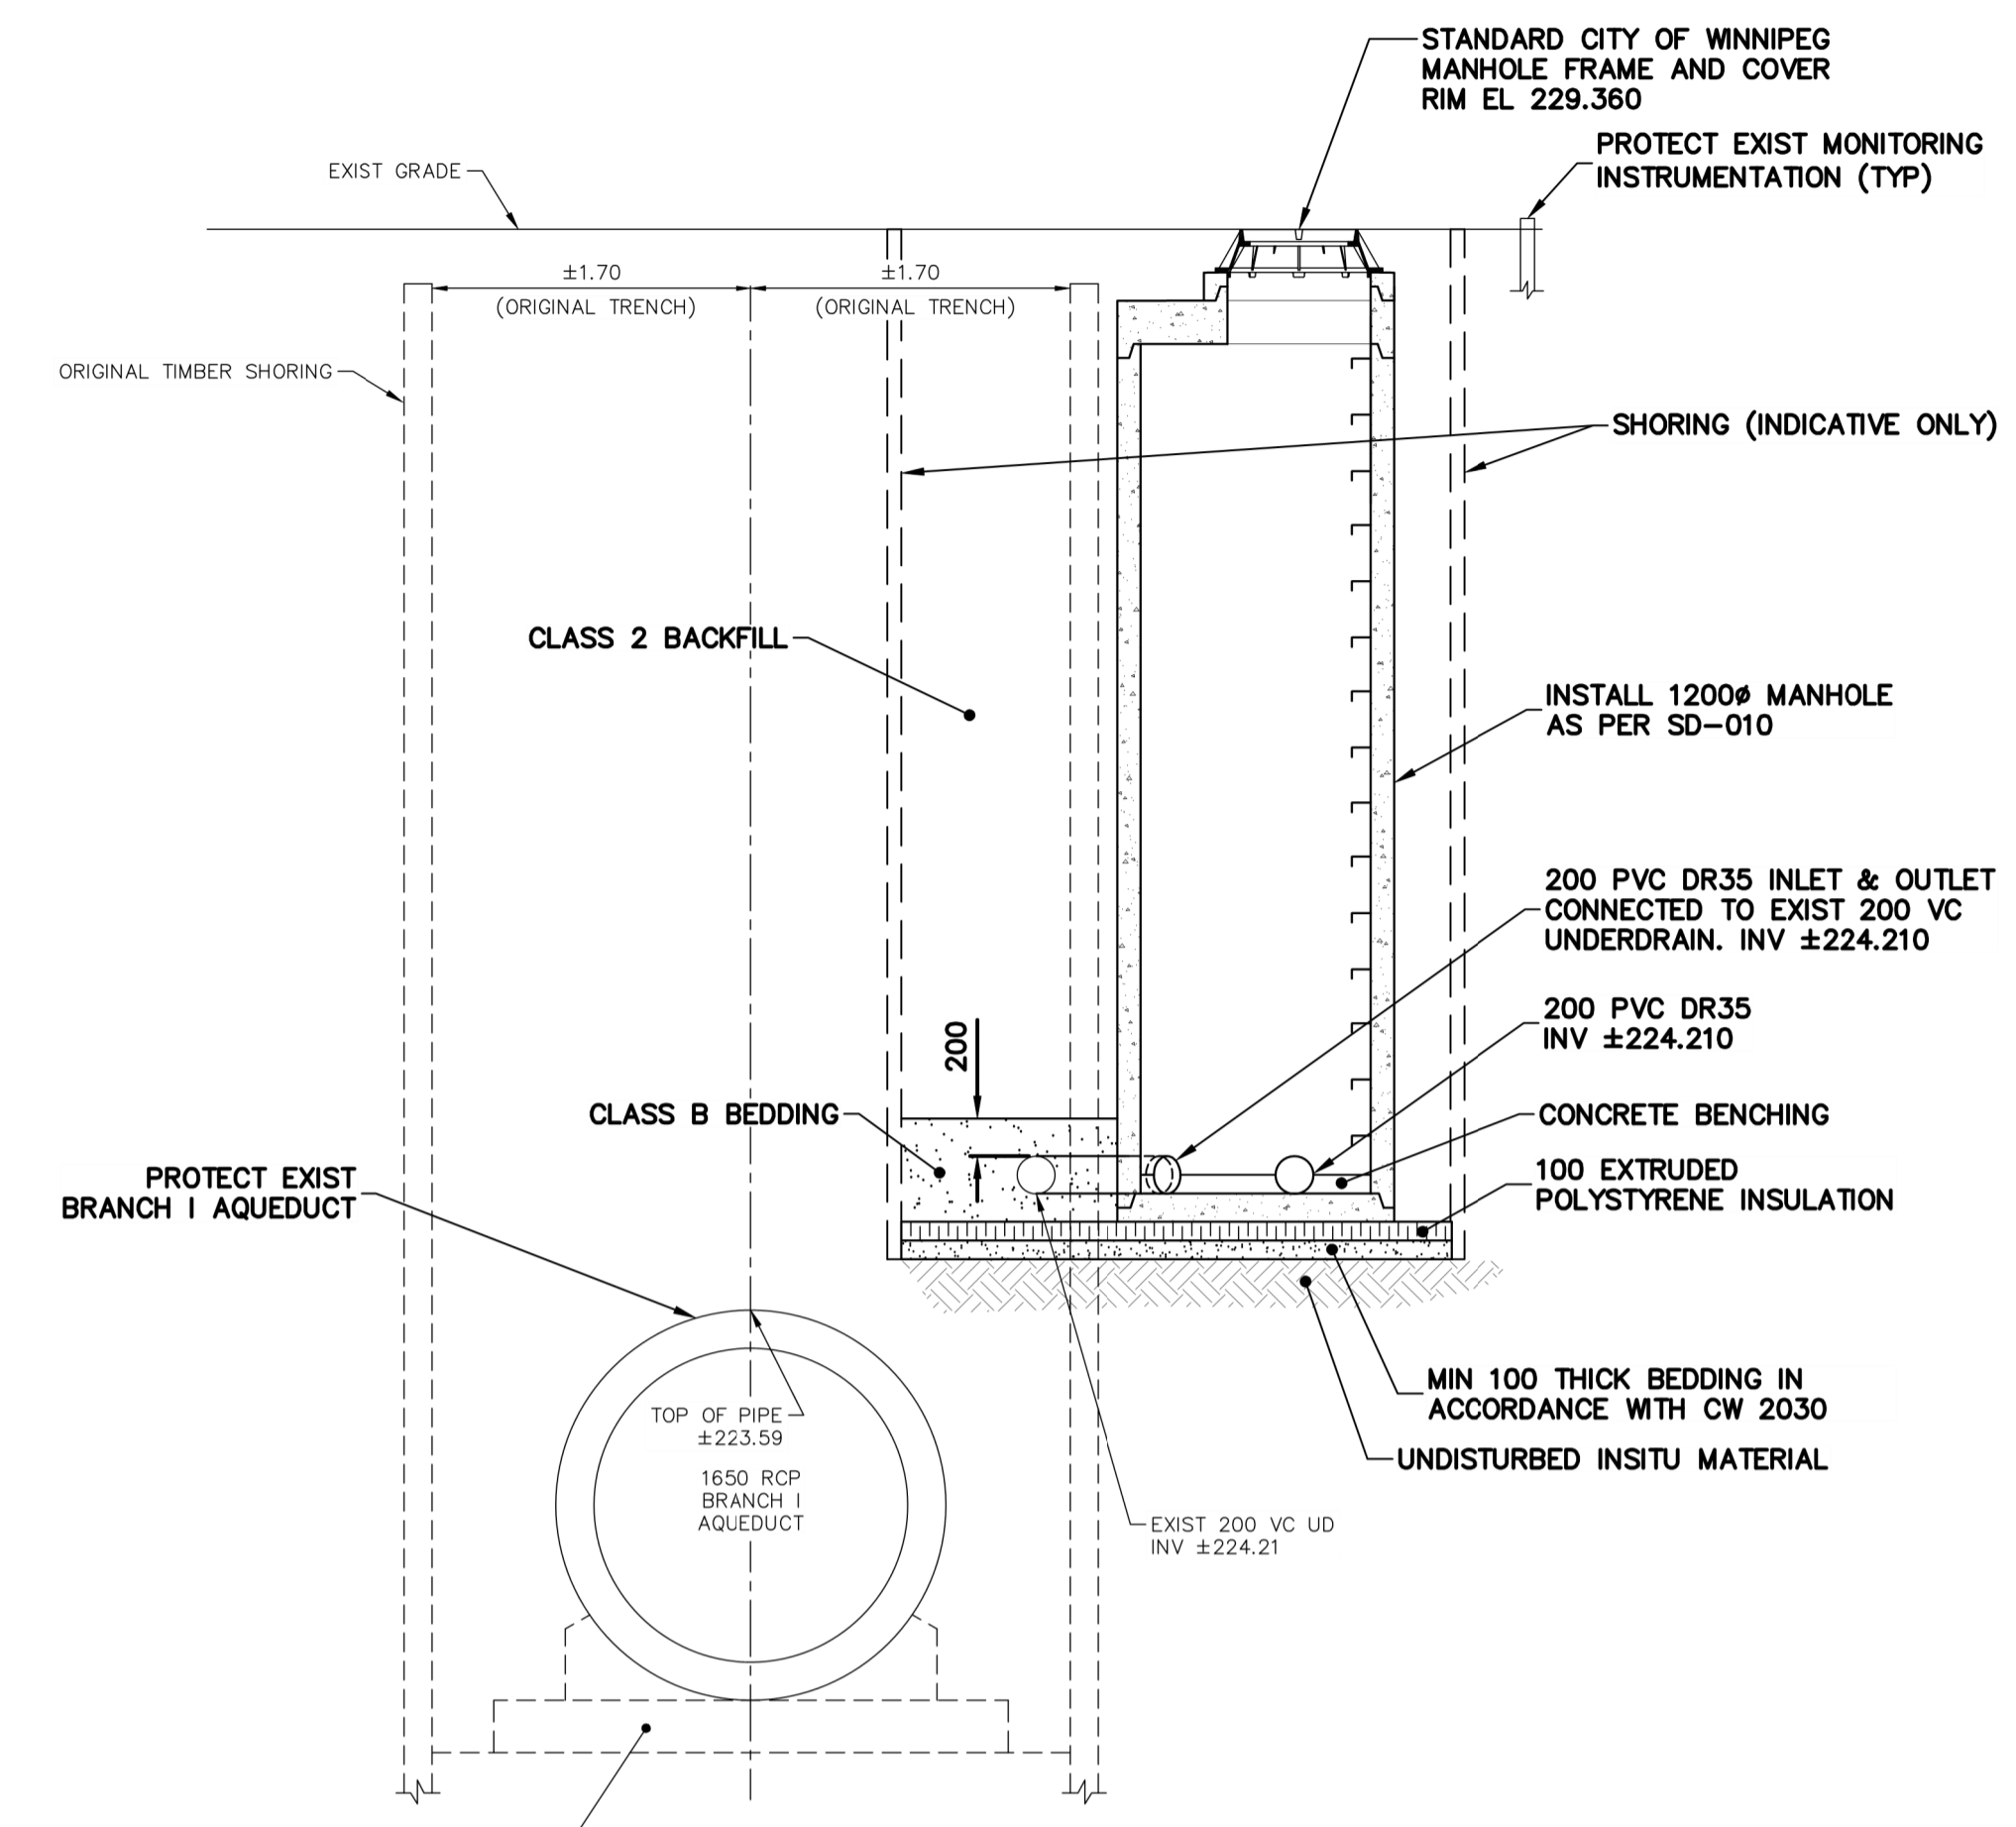 STANDARD CITY OF WINNIPEG
MANHOLE FRAME AND COVER
RIM EL 229.360
PROTECT EXIST MONITORING
INSTRUMENTATION (TYP)
EXIST GRADE
±1.70
(ORIGINAL TRENCH)
±1.70
(ORIGINAL TRENCH)
ORIGINAL TIMBER SHORING
SHORING (INDICATIVE ONLY)
CLASS 2 BACKFILL
INSTALL 1200ø MANHOLE
AS PER SD-010
200 PVC DR35 INLET & OUTLET
CONNECTED TO EXIST 200 VC
UNDERDRAIN. INV ±224.210
200 PVC DR35
INV ±224.210
200
CLASS B BEDDING
CONCRETE BENCHING
PROTECT EXIST
BRANCH I AQUEDUCT
100 EXTRUDED
POLYSTYRENE INSULATION
MIN 100 THICK BEDDING IN
ACCORDANCE WITH CW 2030
UNDISTURBED INSITU MATERIAL
TOP OF PIPE
±223.59
1650 RCP
BRANCH I
AQUEDUCT
EXIST 200 VC UD
INV ±224.21